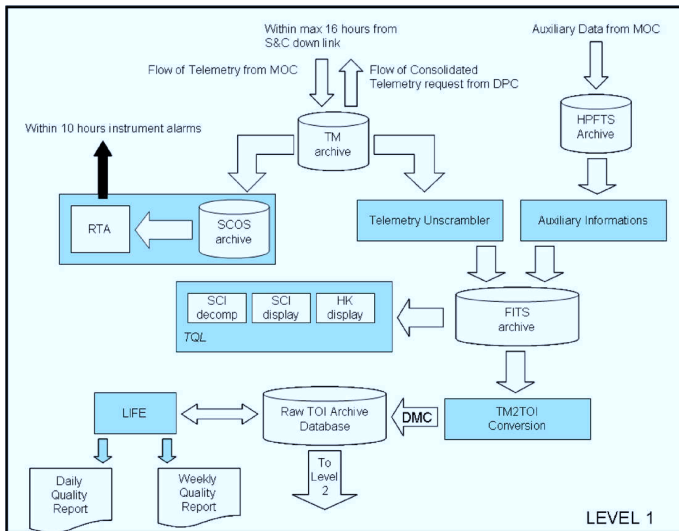 Within max 16 hours from
S&C down link
Auxiliary Data from MOC
Flow of Telemetry from MOC
Flow of Consolidated
Telemetry request from DPC
Within 10 hours instrument alarms
TM
archive
HPFTS
Archive
RTA
SCOS
archive
Telemetry Unscrambler
Auxiliary Informations
SCI
decomp
SCI
display
HK
display
TQL
FITS
archive
LIFE
Raw TOI Archive
Database
DMC
TM2TOI
Conversion
Daily
Quality
Report
Weekly
Quality
Report
To
Level
2
LEVEL 1